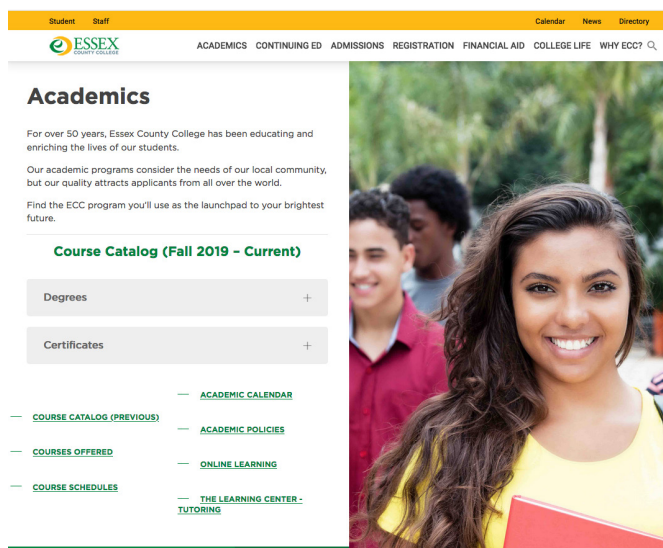 Student Staff Calendar News Directory
ESSEX
COUNTY COLLEGE
ACADEMICS CONTINUING ED ADMISSIONS REGISTRATION FINANCIAL AID COLLEGE LIFE WHY ECC?
Academics
For over 50 years, Essex County College has been educating and
enriching the lives of our students.
Our academic programs consider the needs of our local community,
but our quality attracts applicants from all over the world.
Find the ECC program you'll use as the launchpad to your brightest
future.
Course Catalog (Fall 2019 – Current)
Degrees +
Certificates +
— COURSE CATALOG (PREVIOUS)
— COURSES OFFERED
— COURSE SCHEDULES
— ACADEMIC CALENDAR
— ACADEMIC POLICIES
— ONLINE LEARNING
— THE LEARNING CENTER -
TUTORING